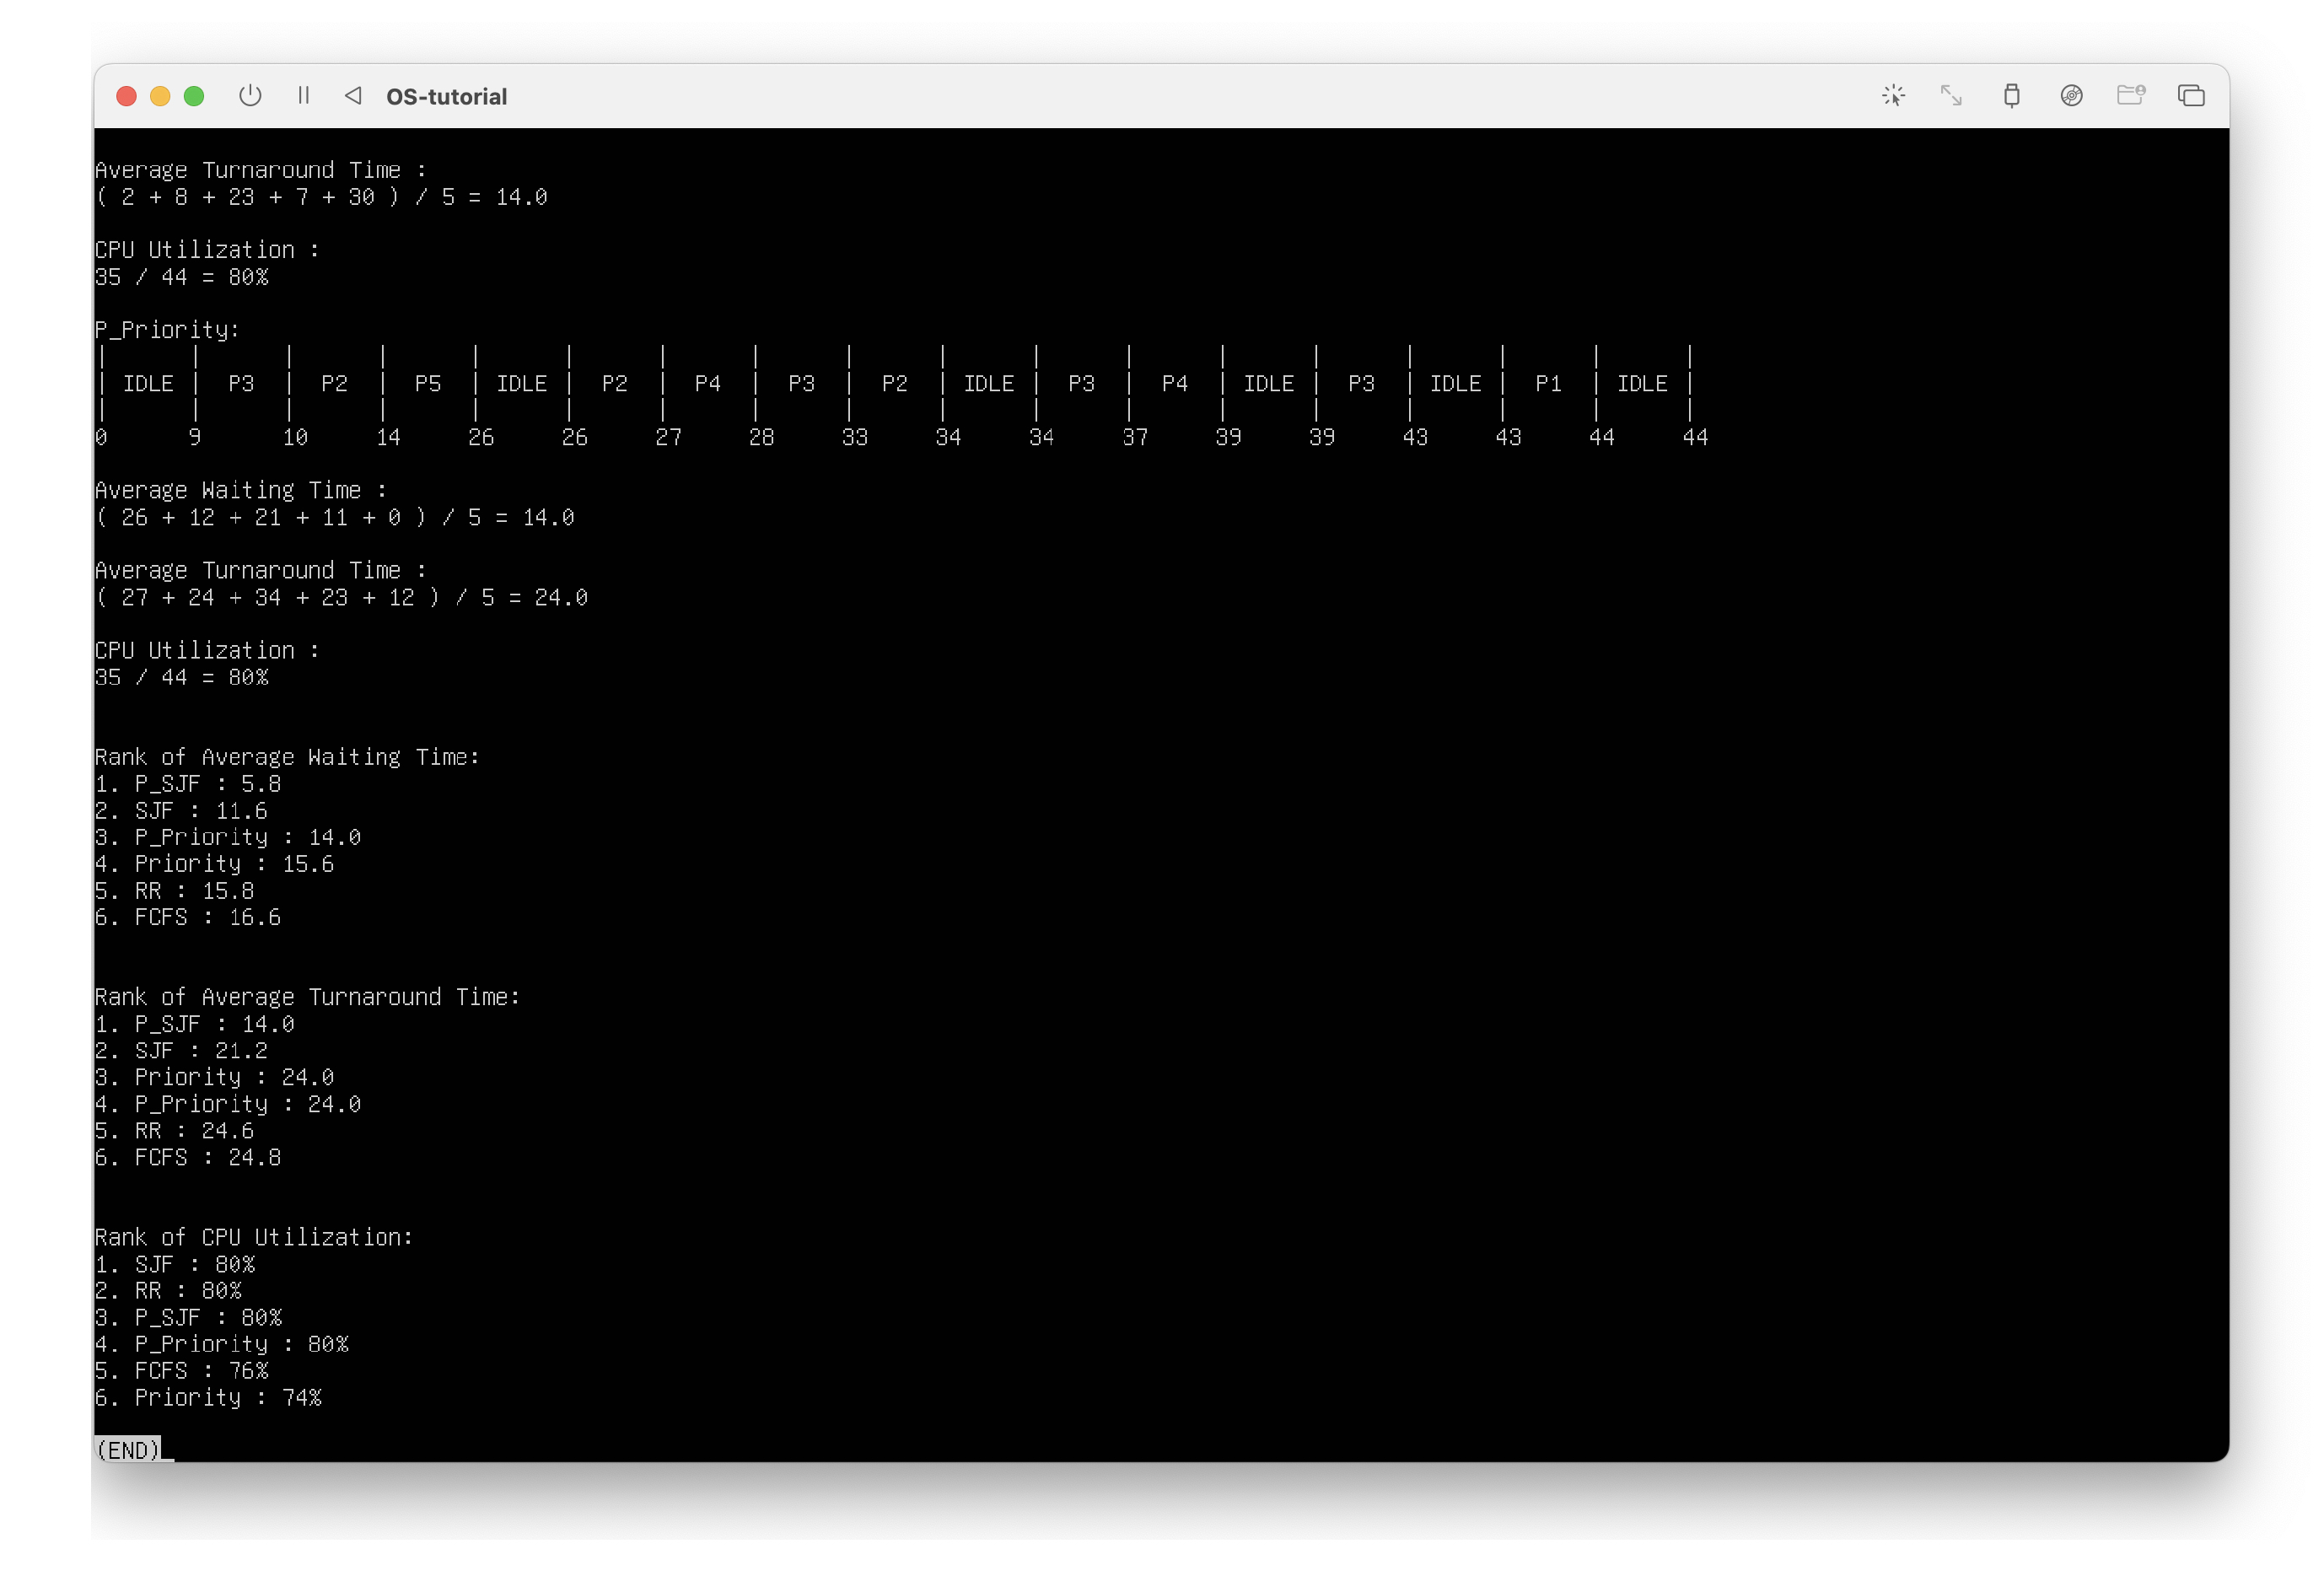 OS-tutorial
Average Turnaround Time :
( 2 + 8 + 23 + 7 + 30 ) / 5 = 14.0
CPU Utilization :
35 / 44 = 80%
P_Priority:
| IDLE | P3 | P2 | P5 | IDLE | P2 | P4 | P3 | P2 | IDLE | P3 | P4 | IDLE | P3 | IDLE | P1 | IDLE |
0 9 10 14 26 26 27 28 33 34 34 37 39 39 43 43 44 44
Average Waiting Time :
( 26 + 12 + 21 + 11 + 0 ) / 5 = 14.0
Average Turnaround Time :
( 27 + 24 + 34 + 23 + 12 ) / 5 = 24.0
CPU Utilization :
35 / 44 = 80%
Rank of Average Waiting Time:
1. P_SJF : 5.8
2. SJF : 11.6
3. P_Priority : 14.0
4. Priority : 15.6
5. RR : 15.8
6. FCFS : 16.6
Rank of Average Turnaround Time:
1. P_SJF : 14.0
2. SJF : 21.2
3. Priority : 24.0
4. P_Priority : 24.0
5. RR : 24.6
6. FCFS : 24.8
Rank of CPU Utilization:
1. SJF : 80%
2. RR : 80%
3. P_SJF : 80%
4. P_Priority : 80%
5. FCFS : 76%
6. Priority : 74%
(END)